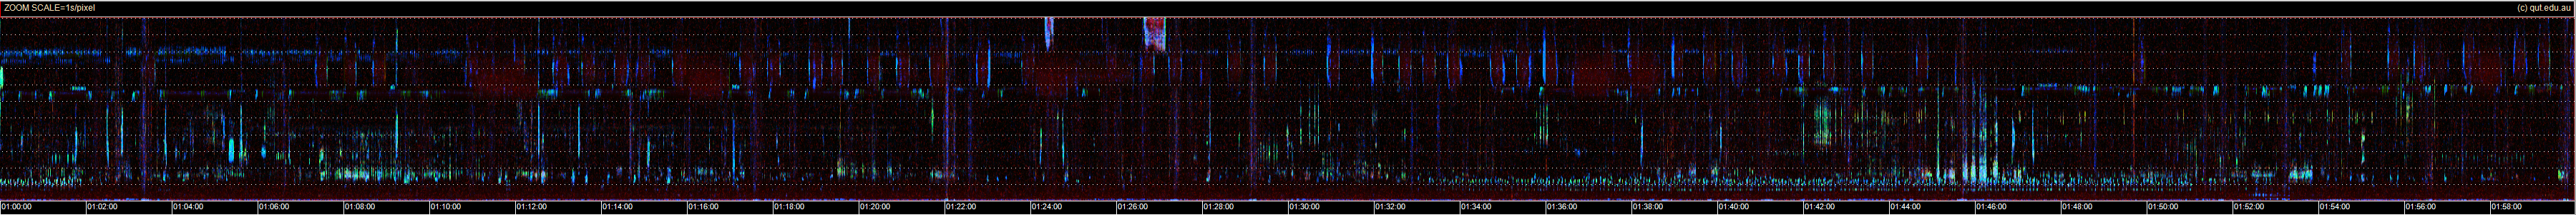 ZOOM SCALE=1s/pixel (c) qut.edu.au
01:00:00 01:02:00 01:04:00 01:06:00 01:08:00 01:10:00 01:12:00 01:14:00 01:16:00 01:18:00 01:20:00 01:22:00 01:24:00 01:26:00 01:28:00 01:30:00 01:32:00 01:34:00 01:36:00 01:38:00 01:40:00 01:42:00 01:44:00 01:46:00 01:48:00 01:50:00 01:52:00 01:54:00 01:56:00 01:58:00